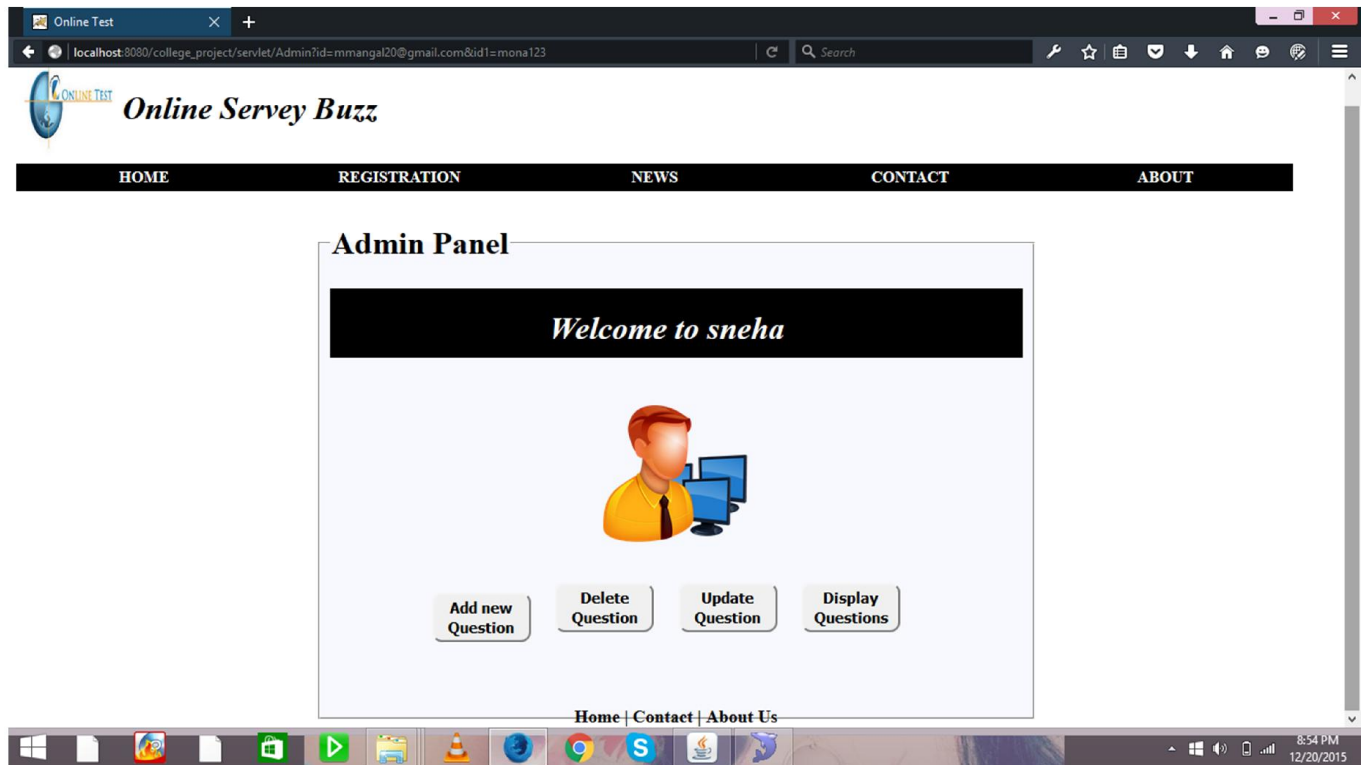 Online Test
localhost:8080/college_project/servlet/Admin?id=mmangal20@gmail.com&id1=mona123
Search
ONLINE TEST
Online Servey Buzz
HOME REGISTRATION NEWS CONTACT ABOUT
Admin Panel
Welcome to sneha
Add new Question
Delete Question
Update Question
Display Questions
Home | Contact | About Us
8:54 PM
12/20/2015